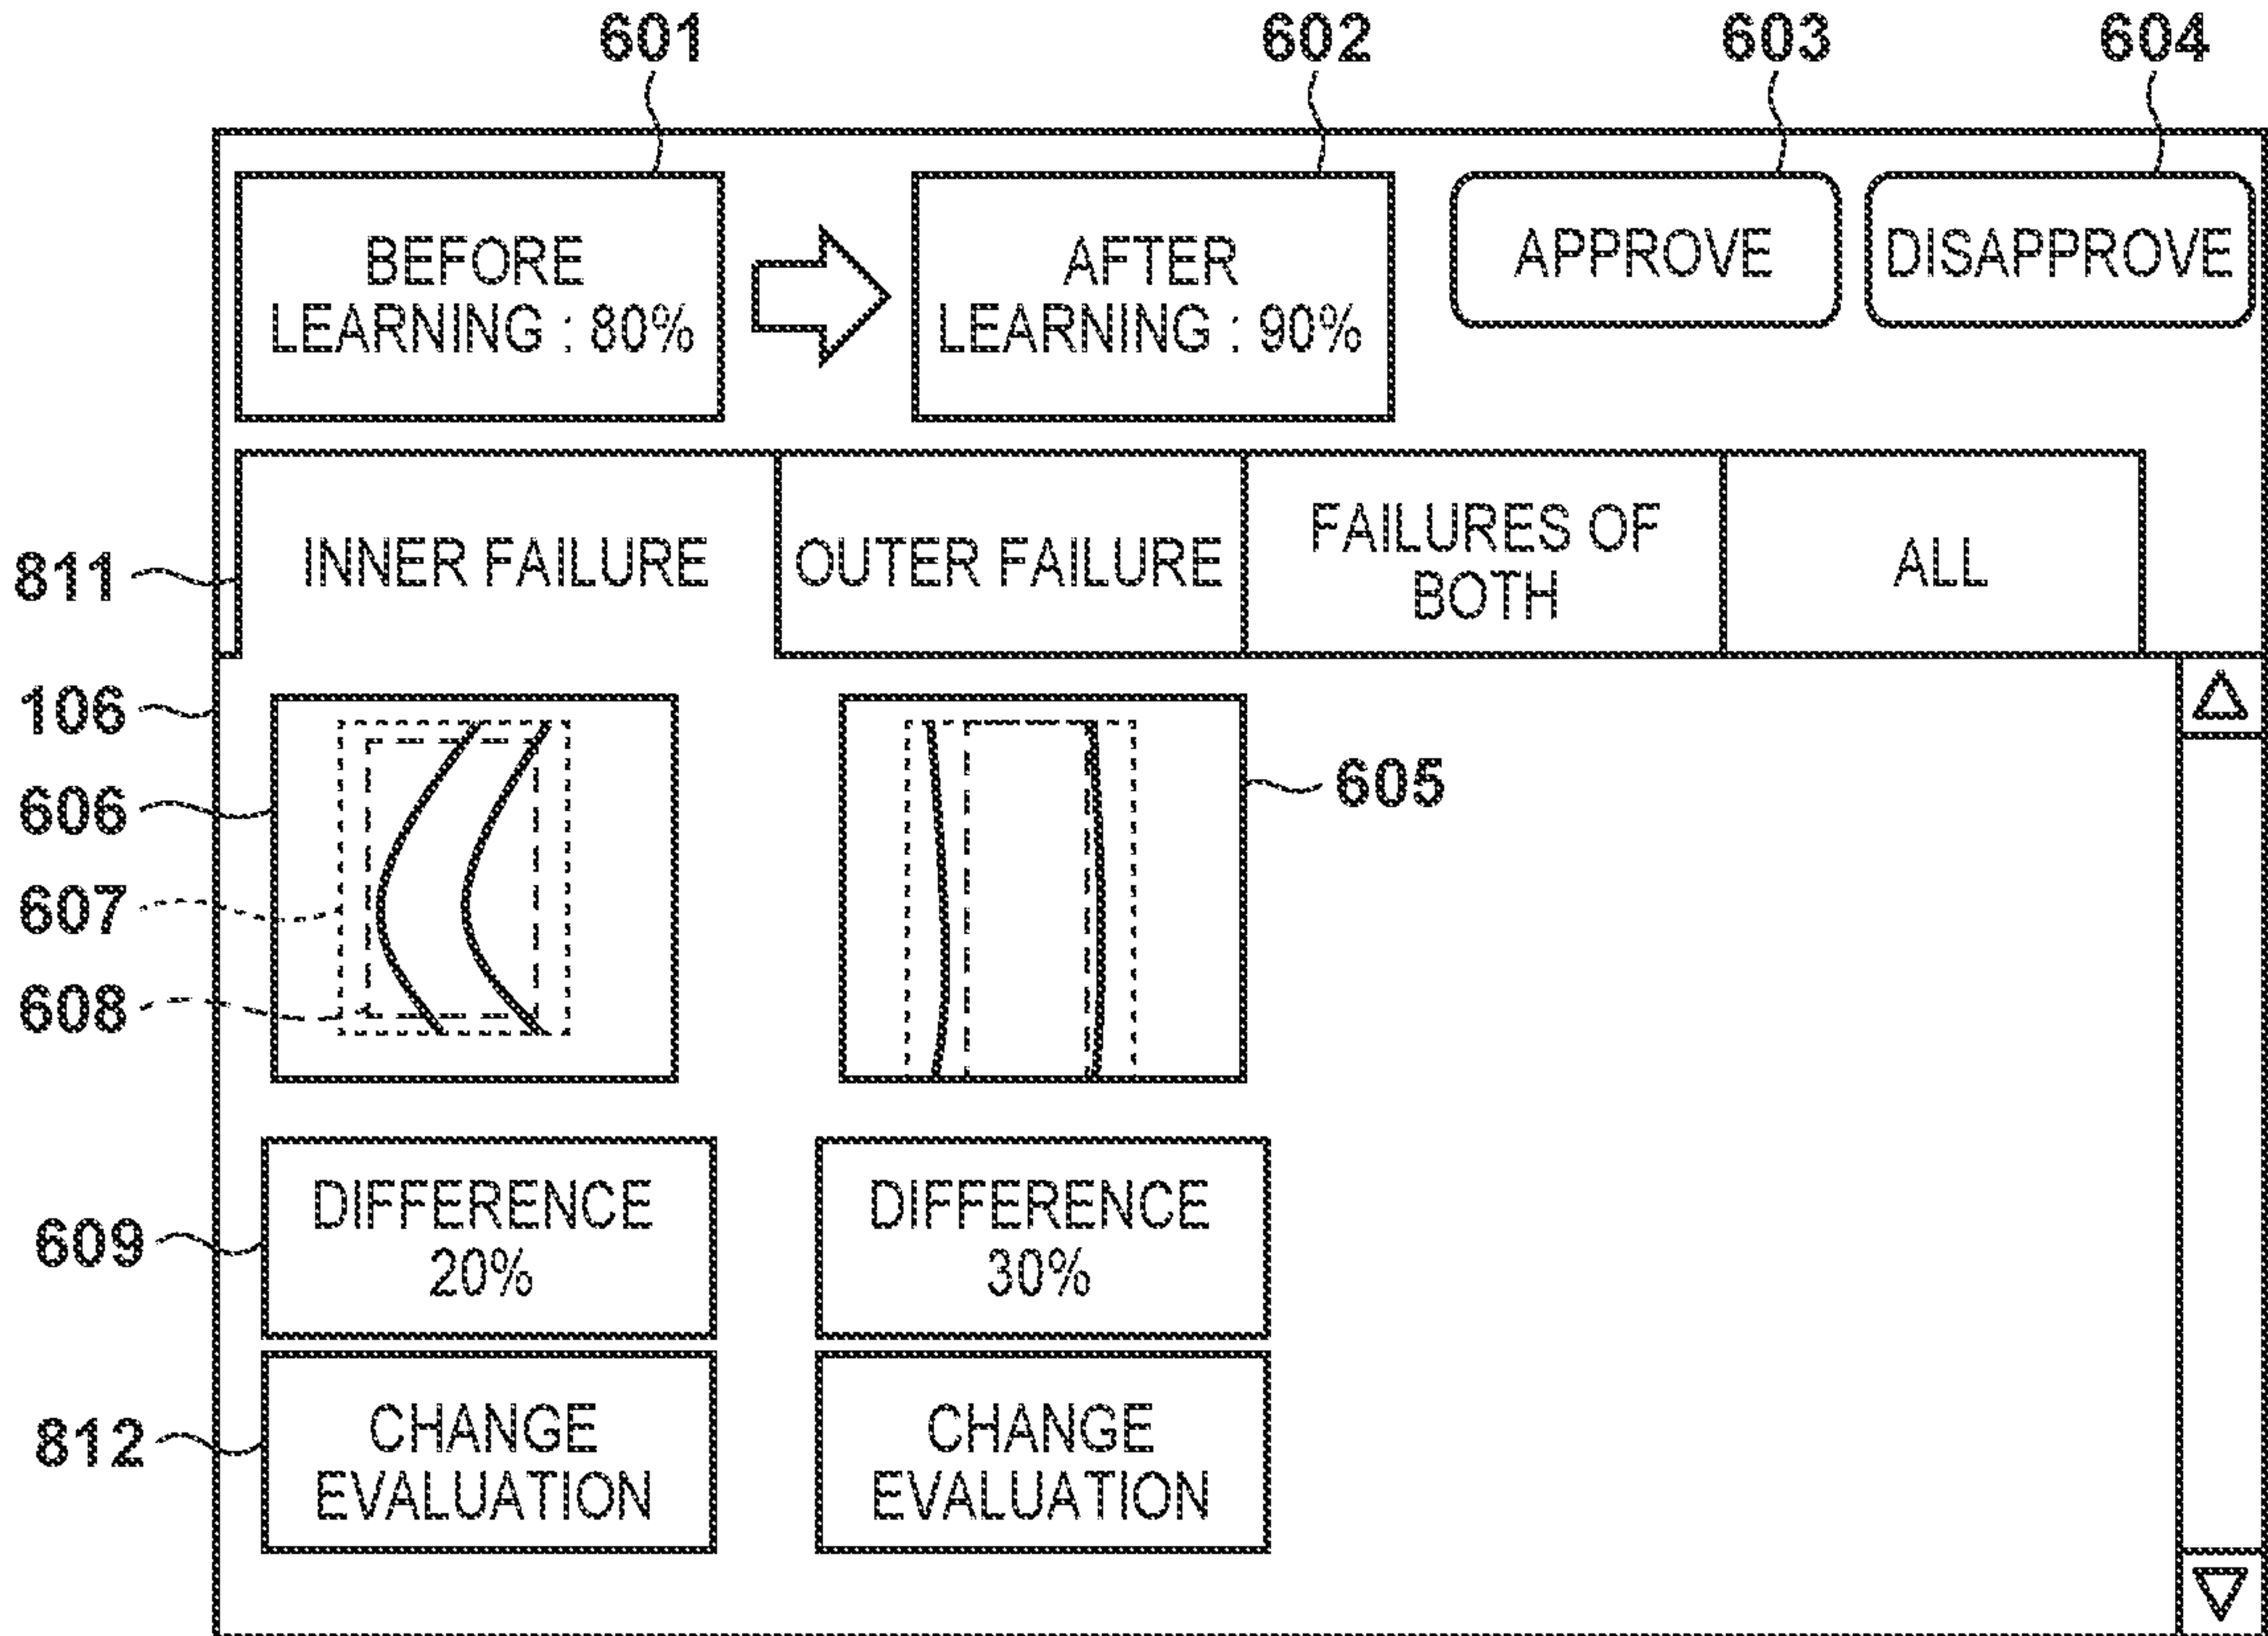 601
602
603
604
BEFORE
LEARNING : 80%
AFTER
LEARNING : 90%
APPROVE
DISAPPROVE
811
INNER FAILURE
OUTER FAILURE
FAILURES OF
BOTH
ALL
106
606
607
608
605
609
DIFFERENCE
20%
DIFFERENCE
30%
812
CHANGE
EVALUATION
CHANGE
EVALUATION